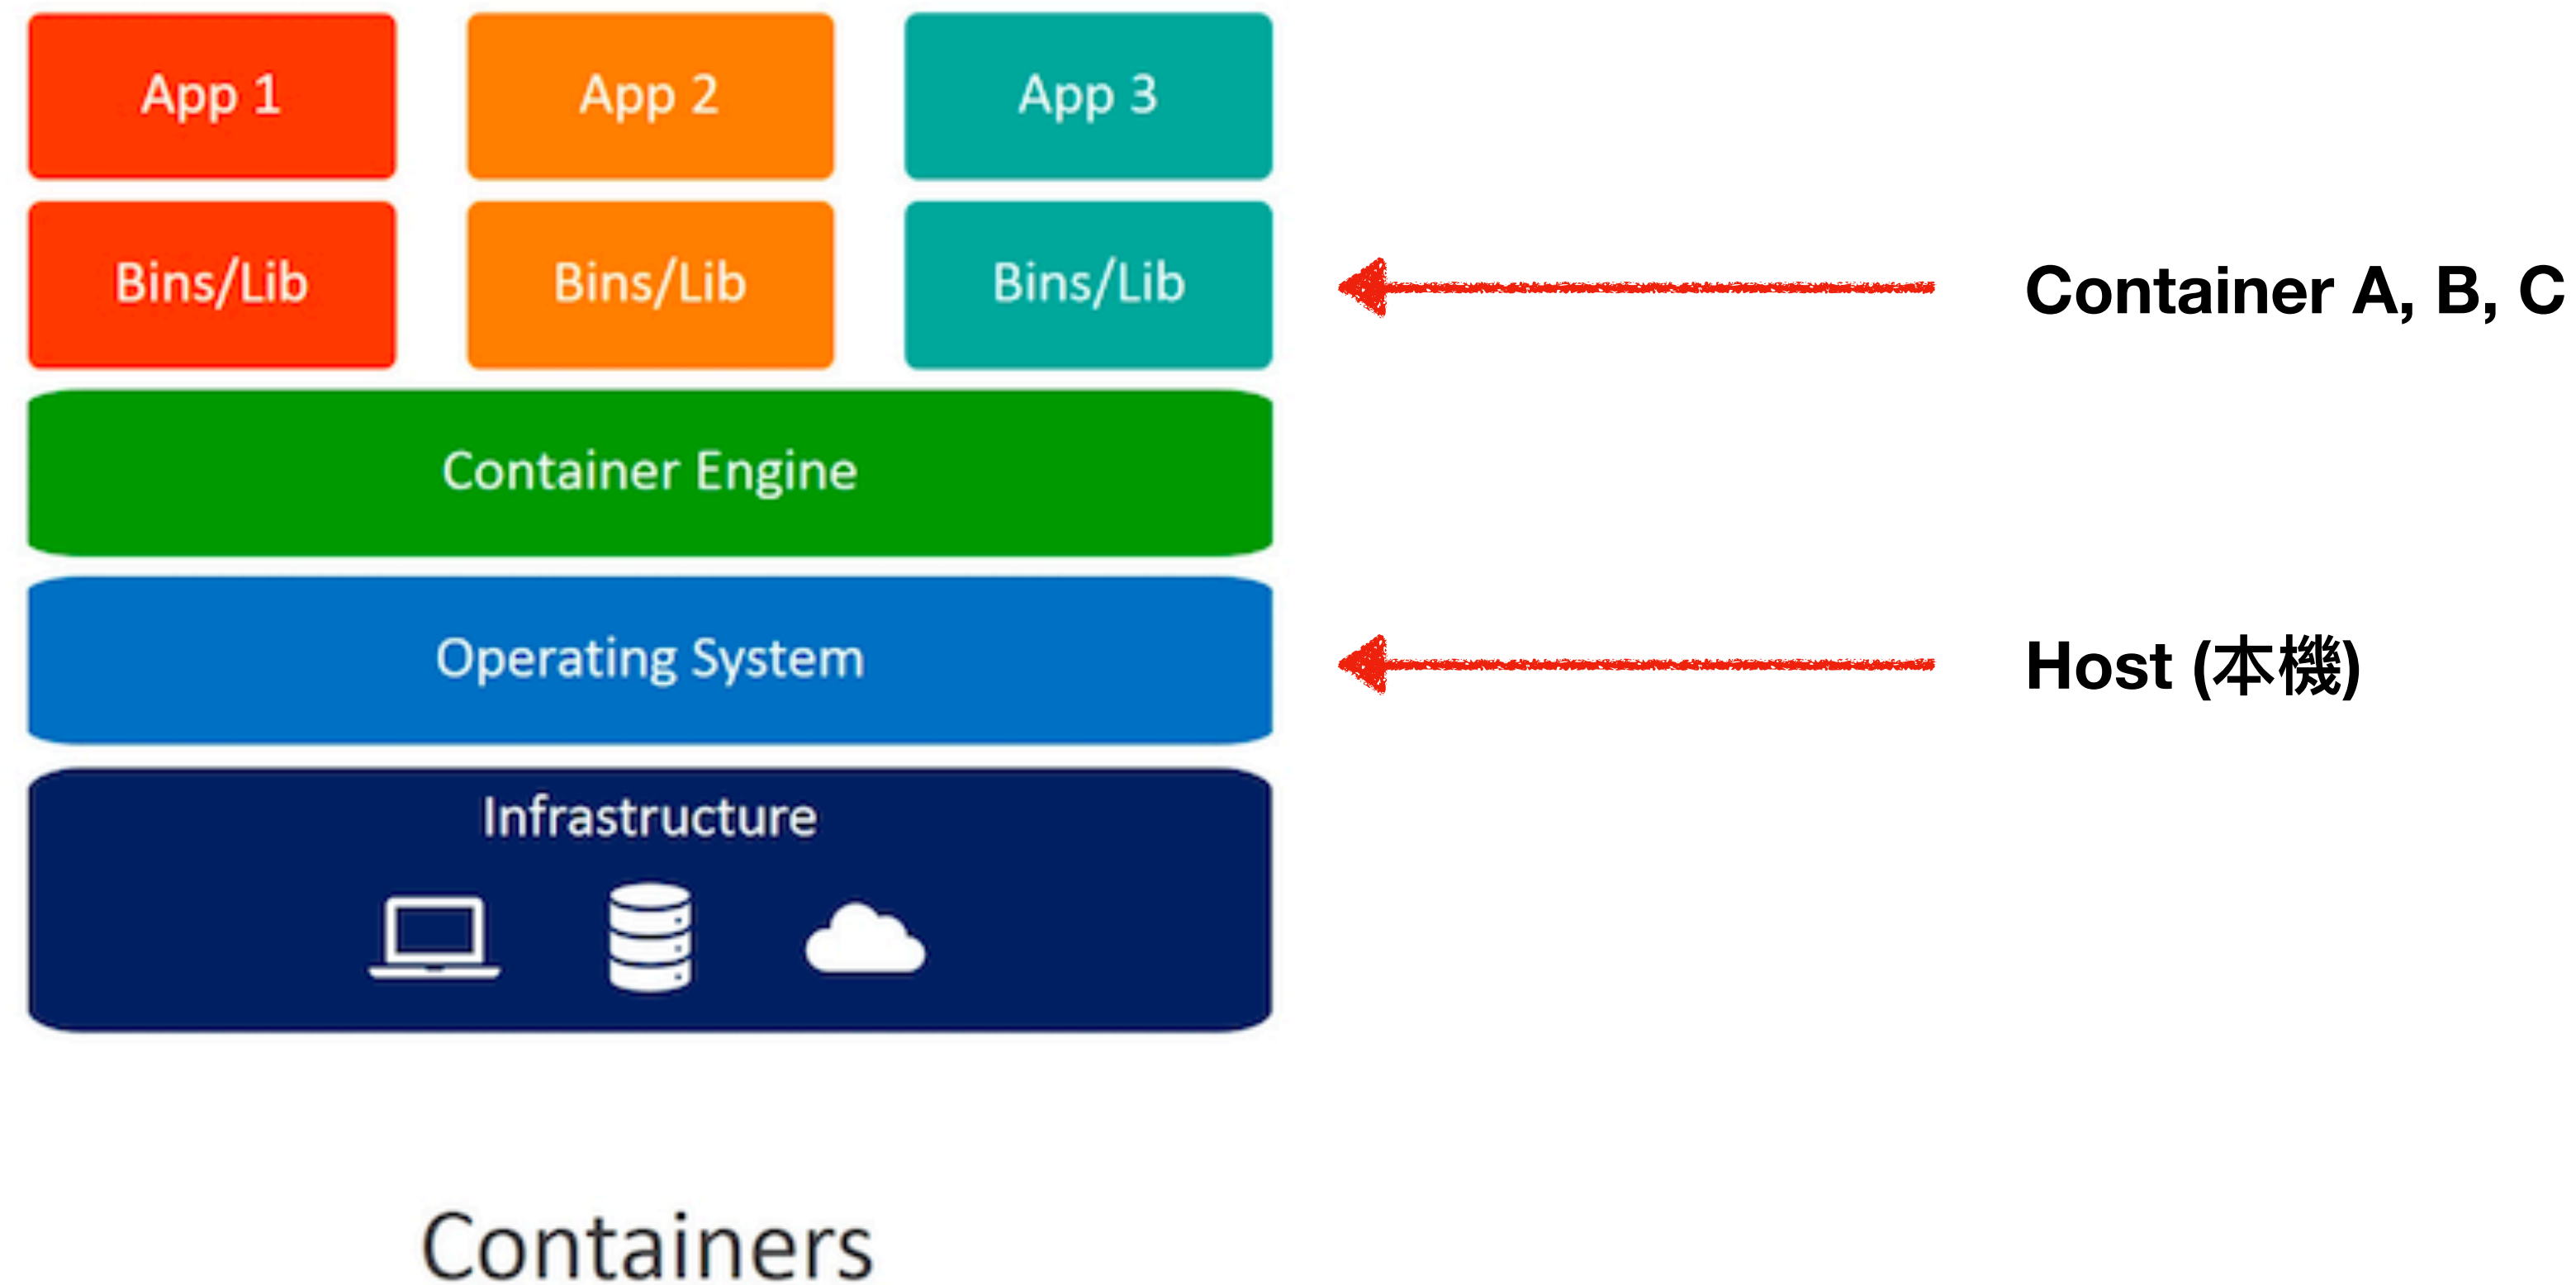 App 1
App 2
App 3
Bins/Lib
Bins/Lib
Bins/Lib
Container A, B, C
Container Engine
Operating System
Host (本機)
Infrastructure
Containers